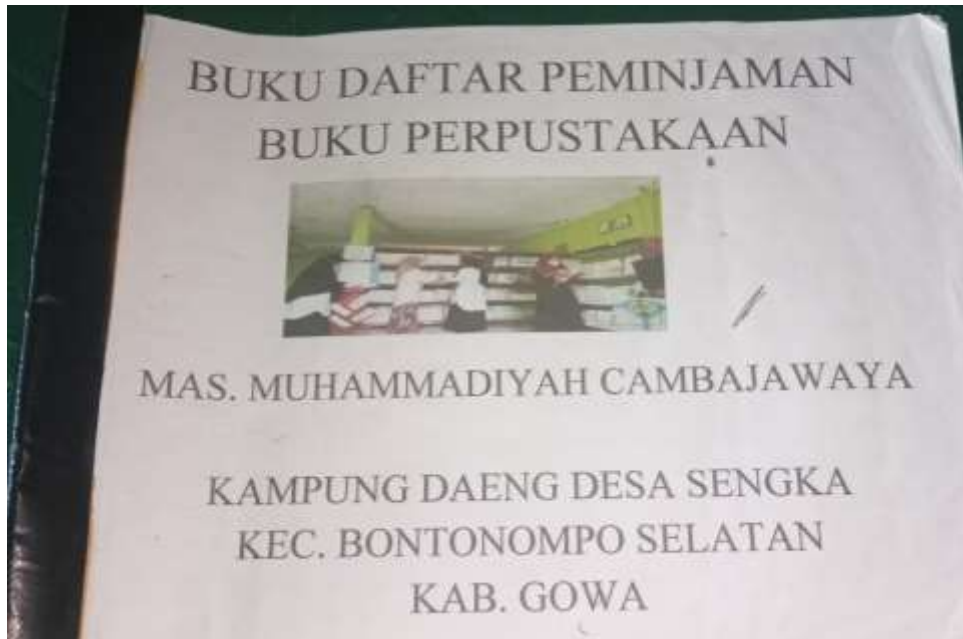 BUKU DAFTAR PEMINJAMAN
BUKU PERPUSTAKAAN
MAS. MUHAMMADIYAH CAMBAJAWAYA
KAMPUNG DAENG DESA SENGKA
KEC. BONTONOMPO SELATAN
KAB. GOWA